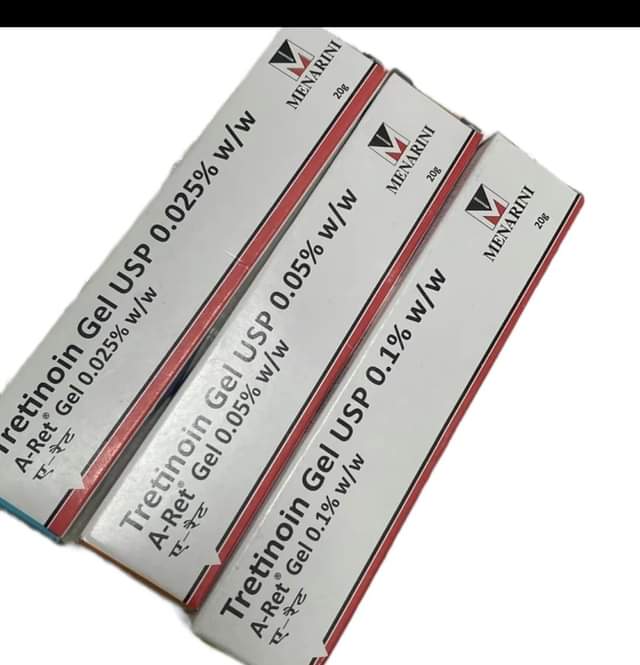 Tretinoin Gel USP 0.025% w/w
A-Ret® Gel 0.025% w/w
ए-रेट
MENARINI
20g
Tretinoin Gel USP 0.05% w/w
A-Ret® Gel 0.05% w/w
ए-रेट
MENARINI
20g
Tretinoin Gel USP 0.1% w/w
A-Ret® Gel 0.1% w/w
ए-रेट
MENARINI
20g